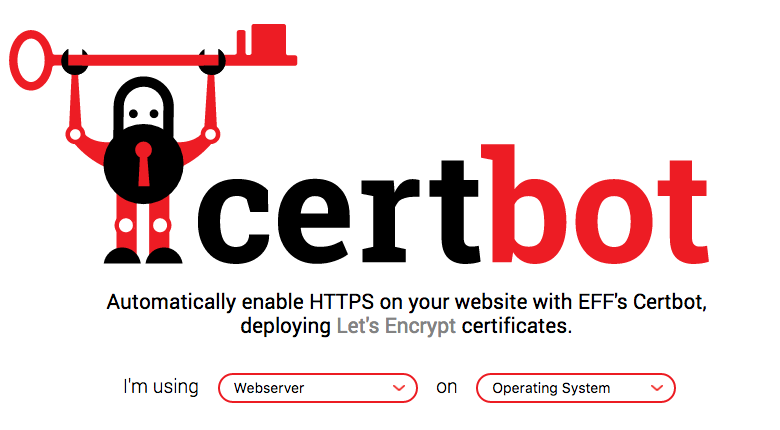 certbot
Automatically enable HTTPS on your website with EFF's Certbot,
deploying Let's Encrypt certificates.
I'm using Webserver on Operating System